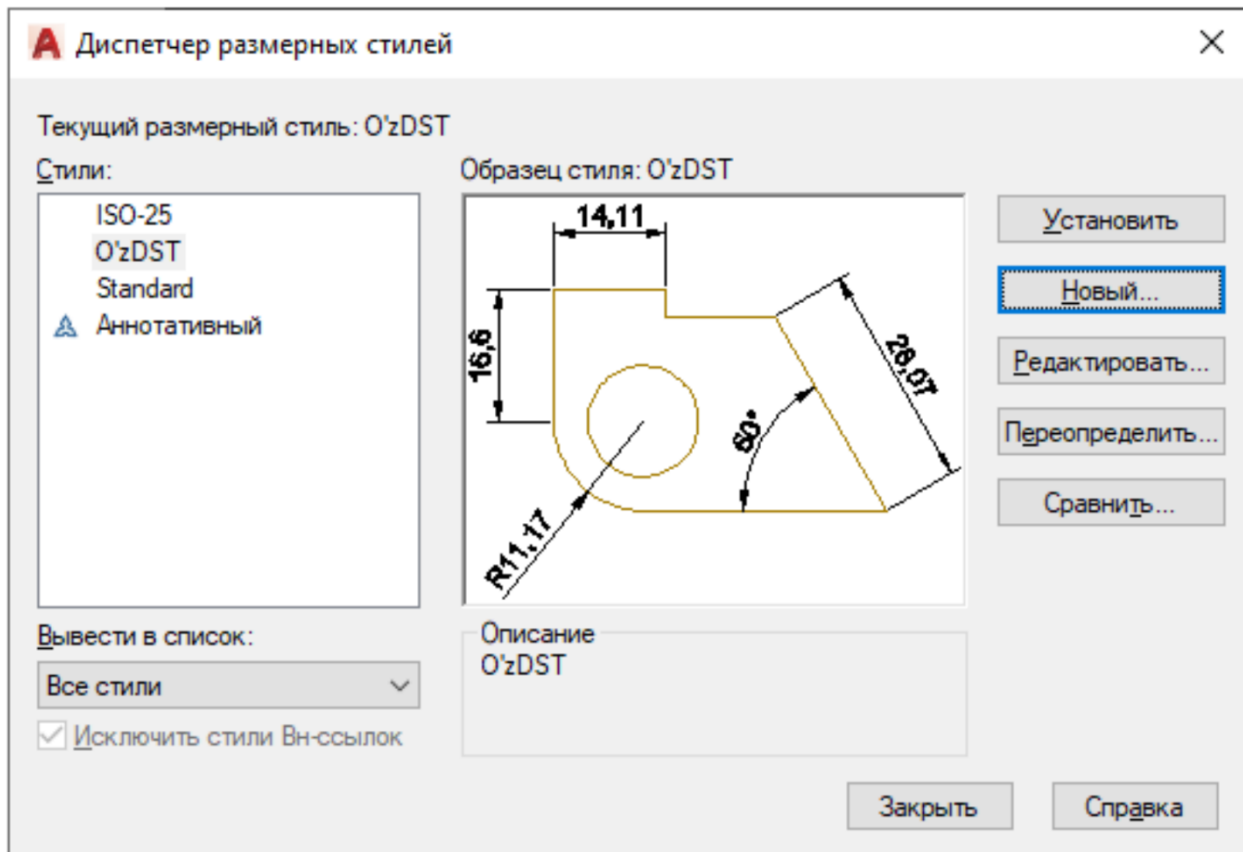 Диспетчер размерных стилей
Текущий размерный стиль: O'zDST
Стили:
ISO-25
O'zDST
Standard
Аннотативный
Вывести в список:
Все стили
Исключить стили Вн-ссылок
Образец стиля: O'zDST
14,11
16,6
28,07
60°
R11,17
Описание
O'zDST
Установить
Новый...
Редактировать...
Переопределить...
Сравнить...
Закрыть
Справка